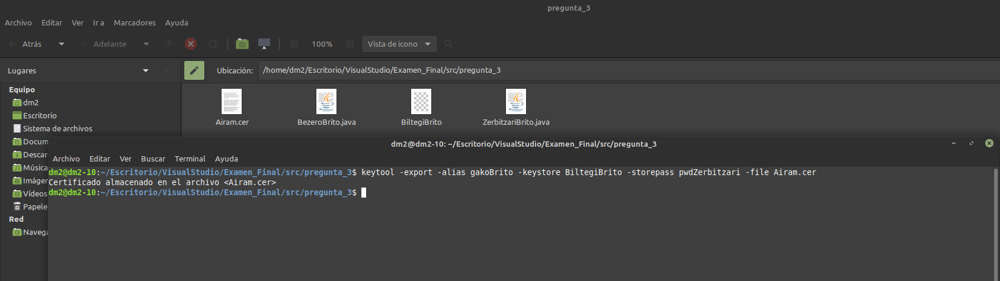 pregunta_3
Archivo Editar Ver Ir a Marcadores Ayuda
Atrás Adelante 100% Vista de icono
Lugares Ubicación: /home/dm2/Escritorio/VisualStudio/Examen_Final/src/pregunta_3
Equipo
dm2
Escritorio
Sistema de archivos
Docum
Descar
Música
Imáger
Vídeos
Papele
Red
Navega
Airam.cer BezeroBrito.java BiltegiBrito ZerbitzariBrito.java
dm2@dm2-10: ~/Escritorio/VisualStudio/Examen_Final/src/pregunta_3
Archivo Editar Ver Buscar Terminal Ayuda
dm2@dm2-10:~/Escritorio/VisualStudio/Examen_Final/src/pregunta_3$ keytool -export -alias gakoBrito -keystore BiltegiBrito -storepass pwdZerbitzari -file Airam.cer
Certificado almacenado en el archivo <Airam.cer>
dm2@dm2-10:~/Escritorio/VisualStudio/Examen_Final/src/pregunta_3$